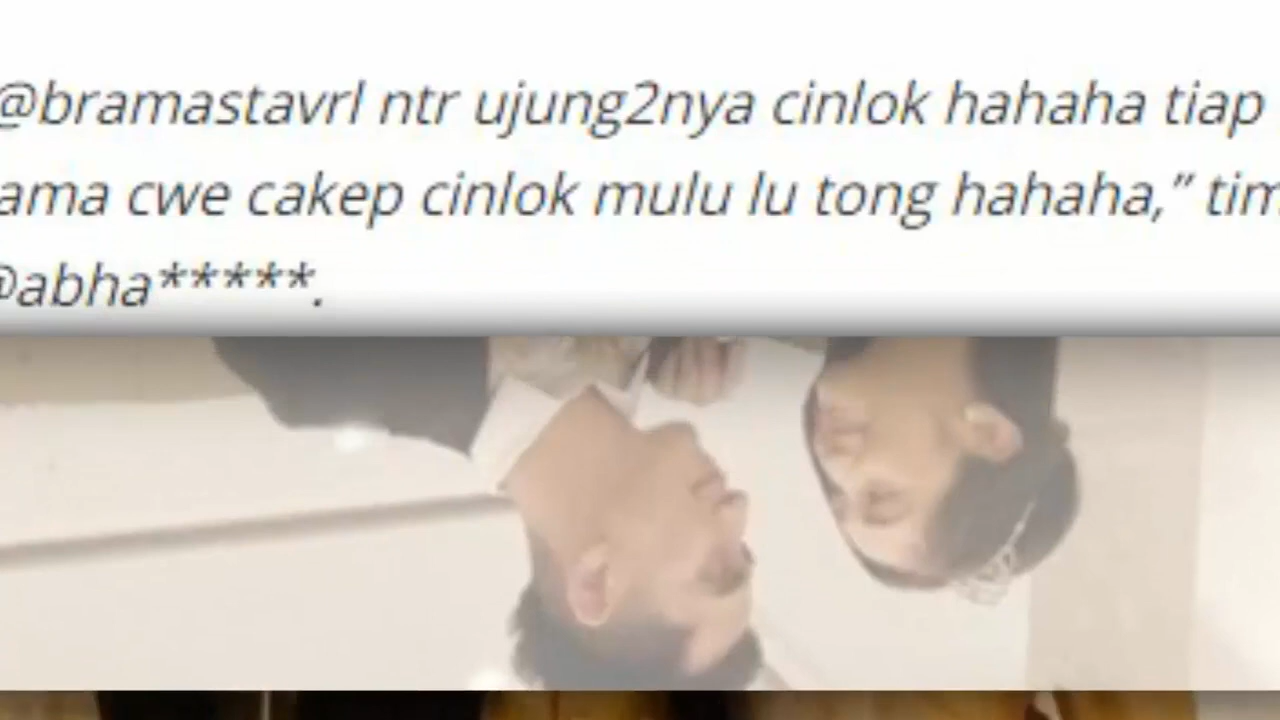 @bramastavrl ntr ujung2nya cinlok hahaha tiap
ama cwe cakep cinlok mulu lu tong hahaha,” tim
@abha*****.